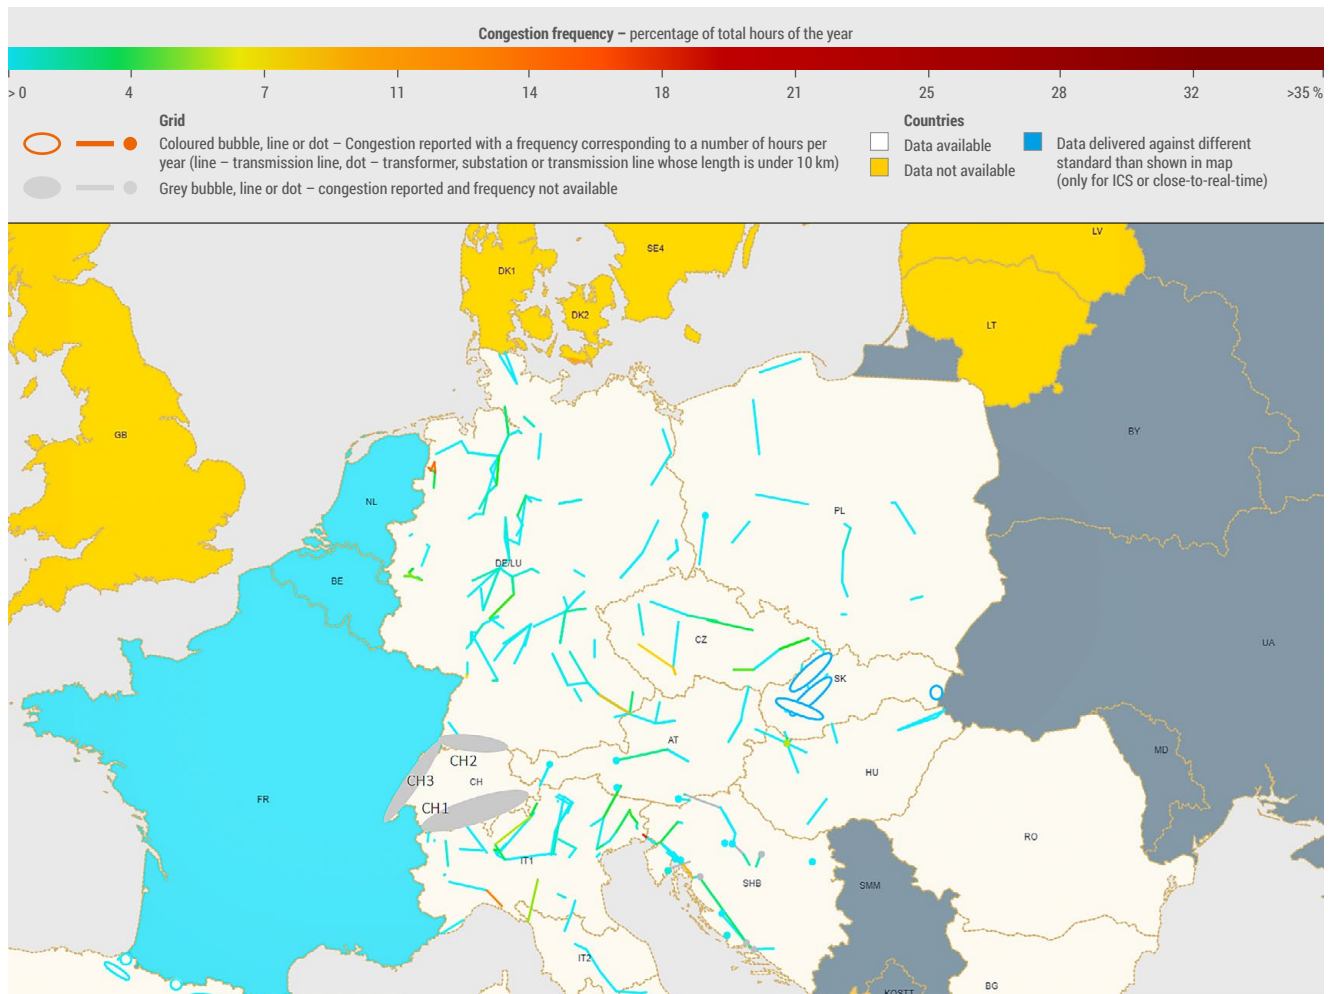 Congestion frequency – percentage of total hours of the year
> 0 4 7 11 14 18 21 25 28 32 >35 %
Grid
Coloured bubble, line or dot – Congestion reported with a frequency corresponding to a number of hours per
year (line – transmission line, dot – transformer, substation or transmission line whose length is under 10 km)
Grey bubble, line or dot – congestion reported and frequency not available
Countries
Data available
Data not available
Data delivered against different
standard than shown in map
(only for ICS or close-to-real-time)
LV
SE4
DK1
DK2
LT
GB
BY
NL
PL
DE/LU
BE
CZ
UA
SK
AT
MD
CH2
CH3
CH
HU
FR
CH1
RO
IT1
SHB
SMM
IT2
BG
KOSTT